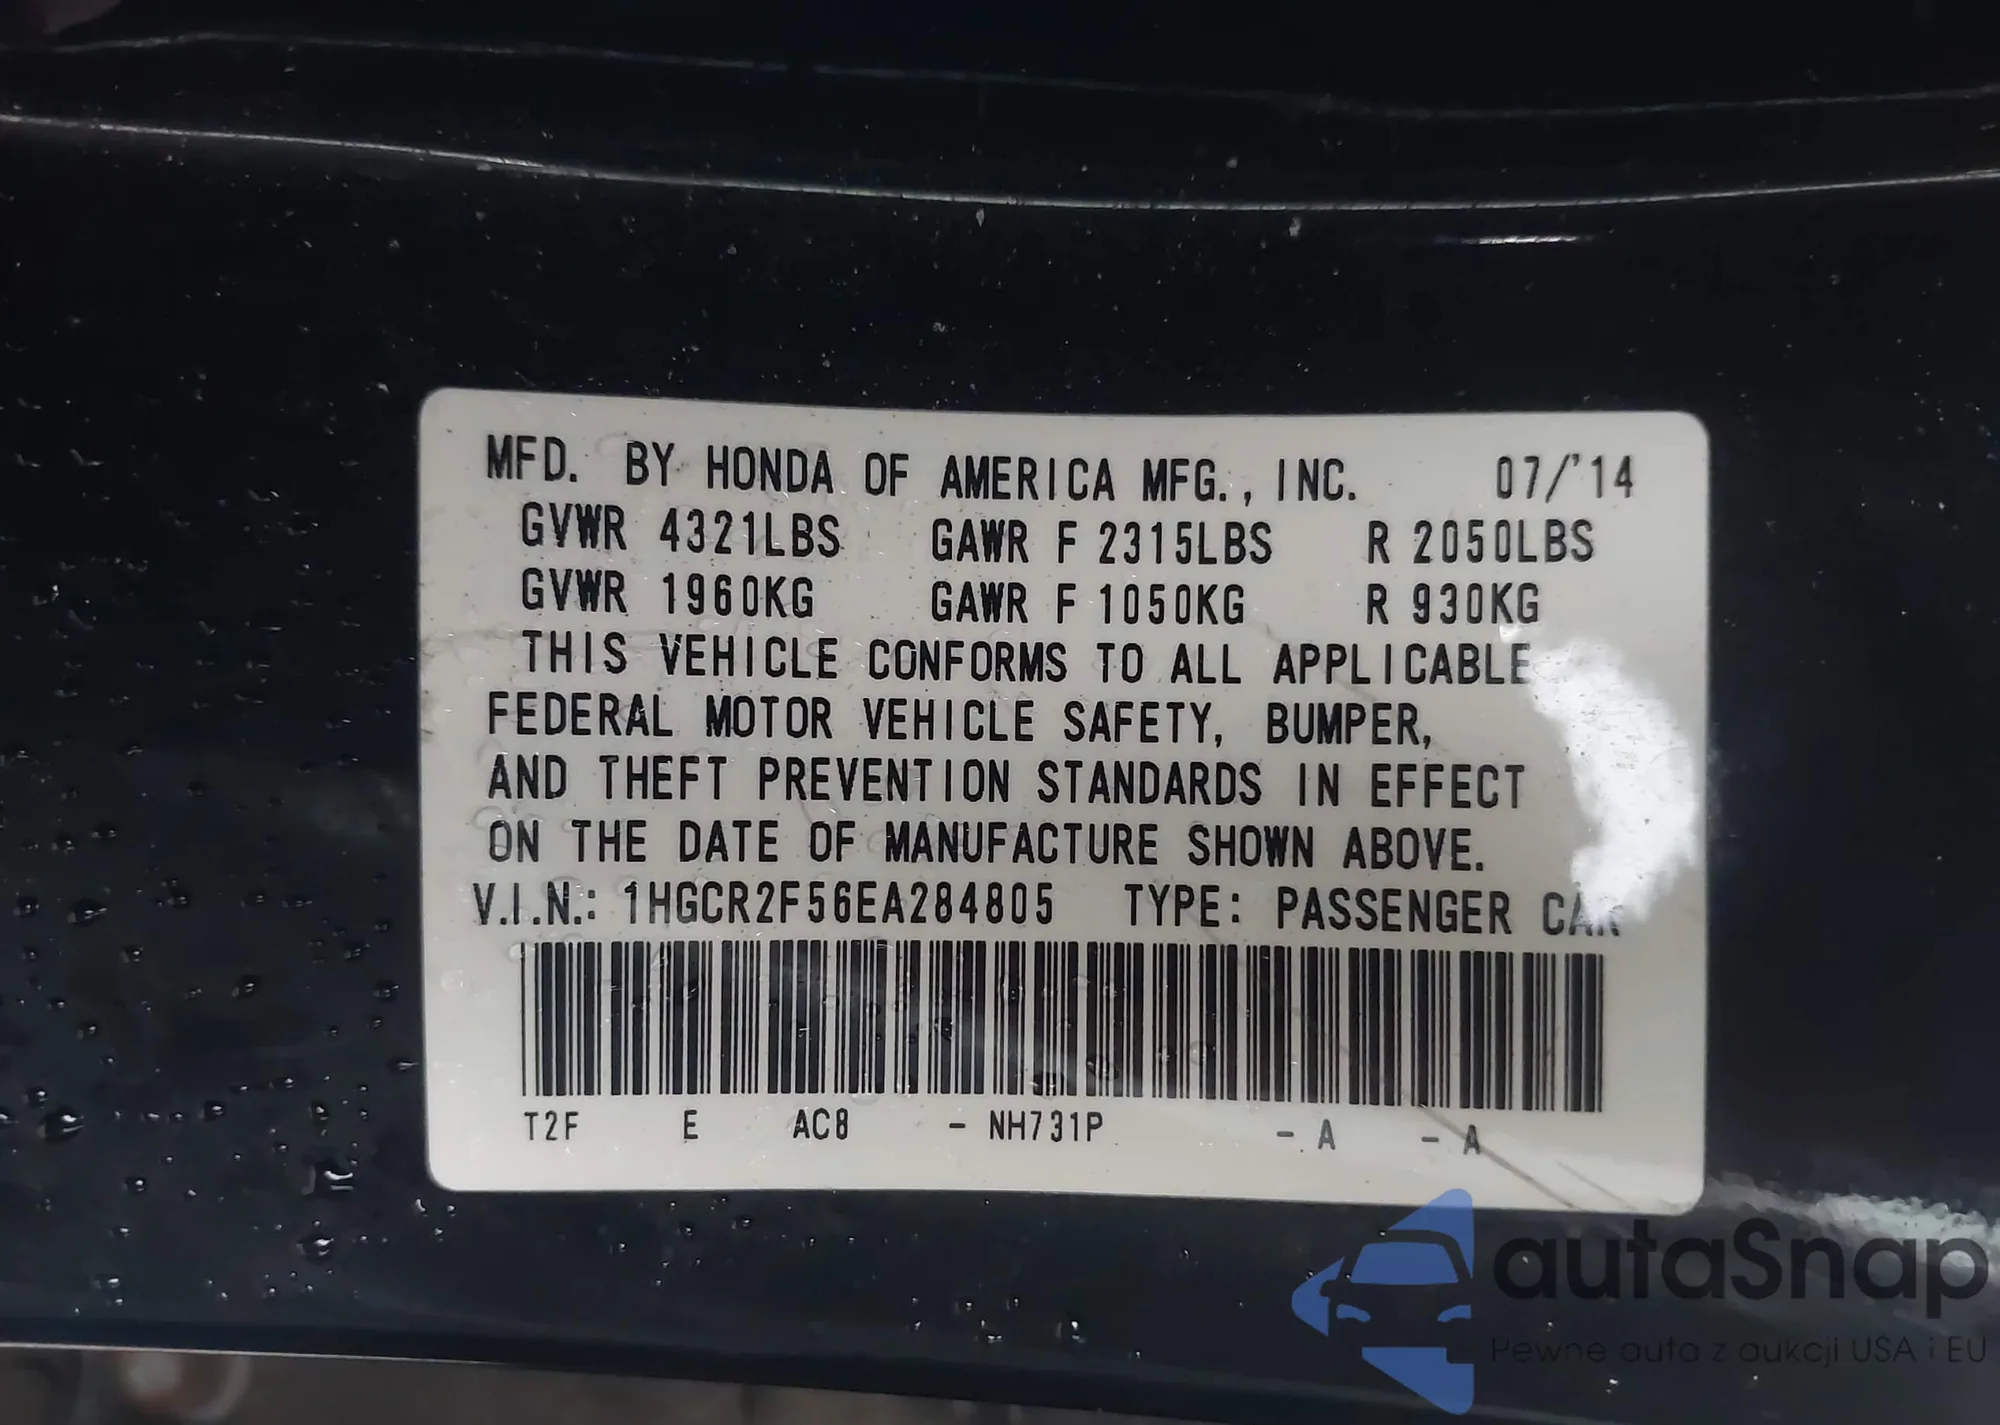 MFD. BY HONDA OF AMERICA MFG., INC. 07/'14
GVWR 4321LBS GAWR F 2315LBS R 2050LBS
GVWR 1960KG GAWR F 1050KG R 930KG
THIS VEHICLE CONFORMS TO ALL APPLICABLE
FEDERAL MOTOR VEHICLE SAFETY, BUMPER,
AND THEFT PREVENTION STANDARDS IN EFFECT
ON THE DATE OF MANUFACTURE SHOWN ABOVE.
V.I.N.: 1HGCR2F56EA284805 TYPE: PASSENGER CAR
T2F E AC8 - NH731P - A - A
autaSnap
Pewne auta z aukcji USA i EU